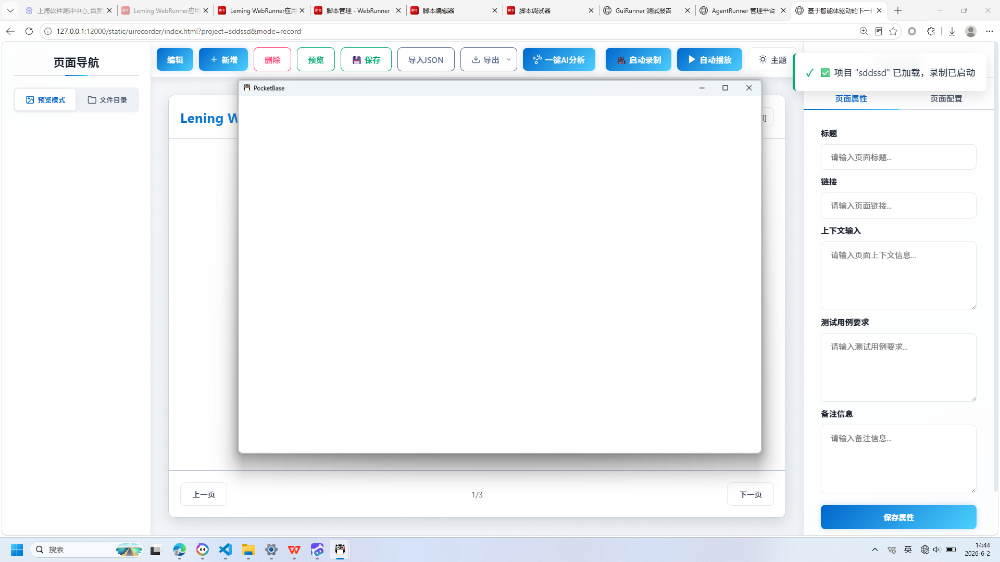 上海软件测评中心_百度
Leming WebRunner应用
Leming WebRunner应用
脚本管理 - WebRunner
脚本编辑器
脚本调试器
GuiRunner 测试报告
AgentRunner 管理平台
基于智能体驱动的下一
127.0.0.1:12000/static/uirecorder/index.html?project=sddssd&mode=record
页面导航
预览模式
文件目录
编辑
新增
删除
预览
保存
导入JSON
导出
一键AI分析
启动录制
自动播放
主题
✓ ✅ 项目 "sddssd" 已加载，录制已启动
PocketBase
Lening W
l]
页面属性
页面配置
标题
请输入页面标题...
链接
请输入页面链接...
上下文输入
请输入页面上下文信息...
测试用例要求
请输入测试用例要求...
备注信息
请输入备注信息...
保存属性
上一页
1/3
下一页
搜索
英
14:44
2026-6-2